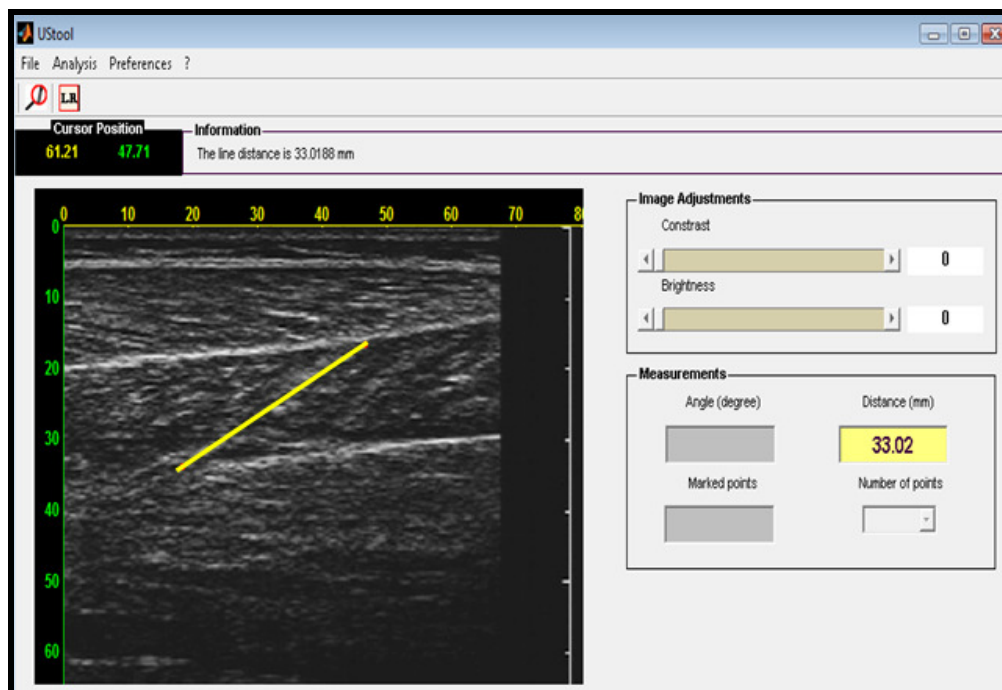 UStool
File Analysis Preferences ?
L.R
Cursor Position
61.21 47.71
Information
The line distance is 33.0188 mm
0 10 20 30 40 50 60 70 80
0
10
20
30
40
50
60
Image Adjustments
Constrast
0
Brightness
0
Measurements
Angle (degree) Distance (mm)
33.02
Marked points Number of points